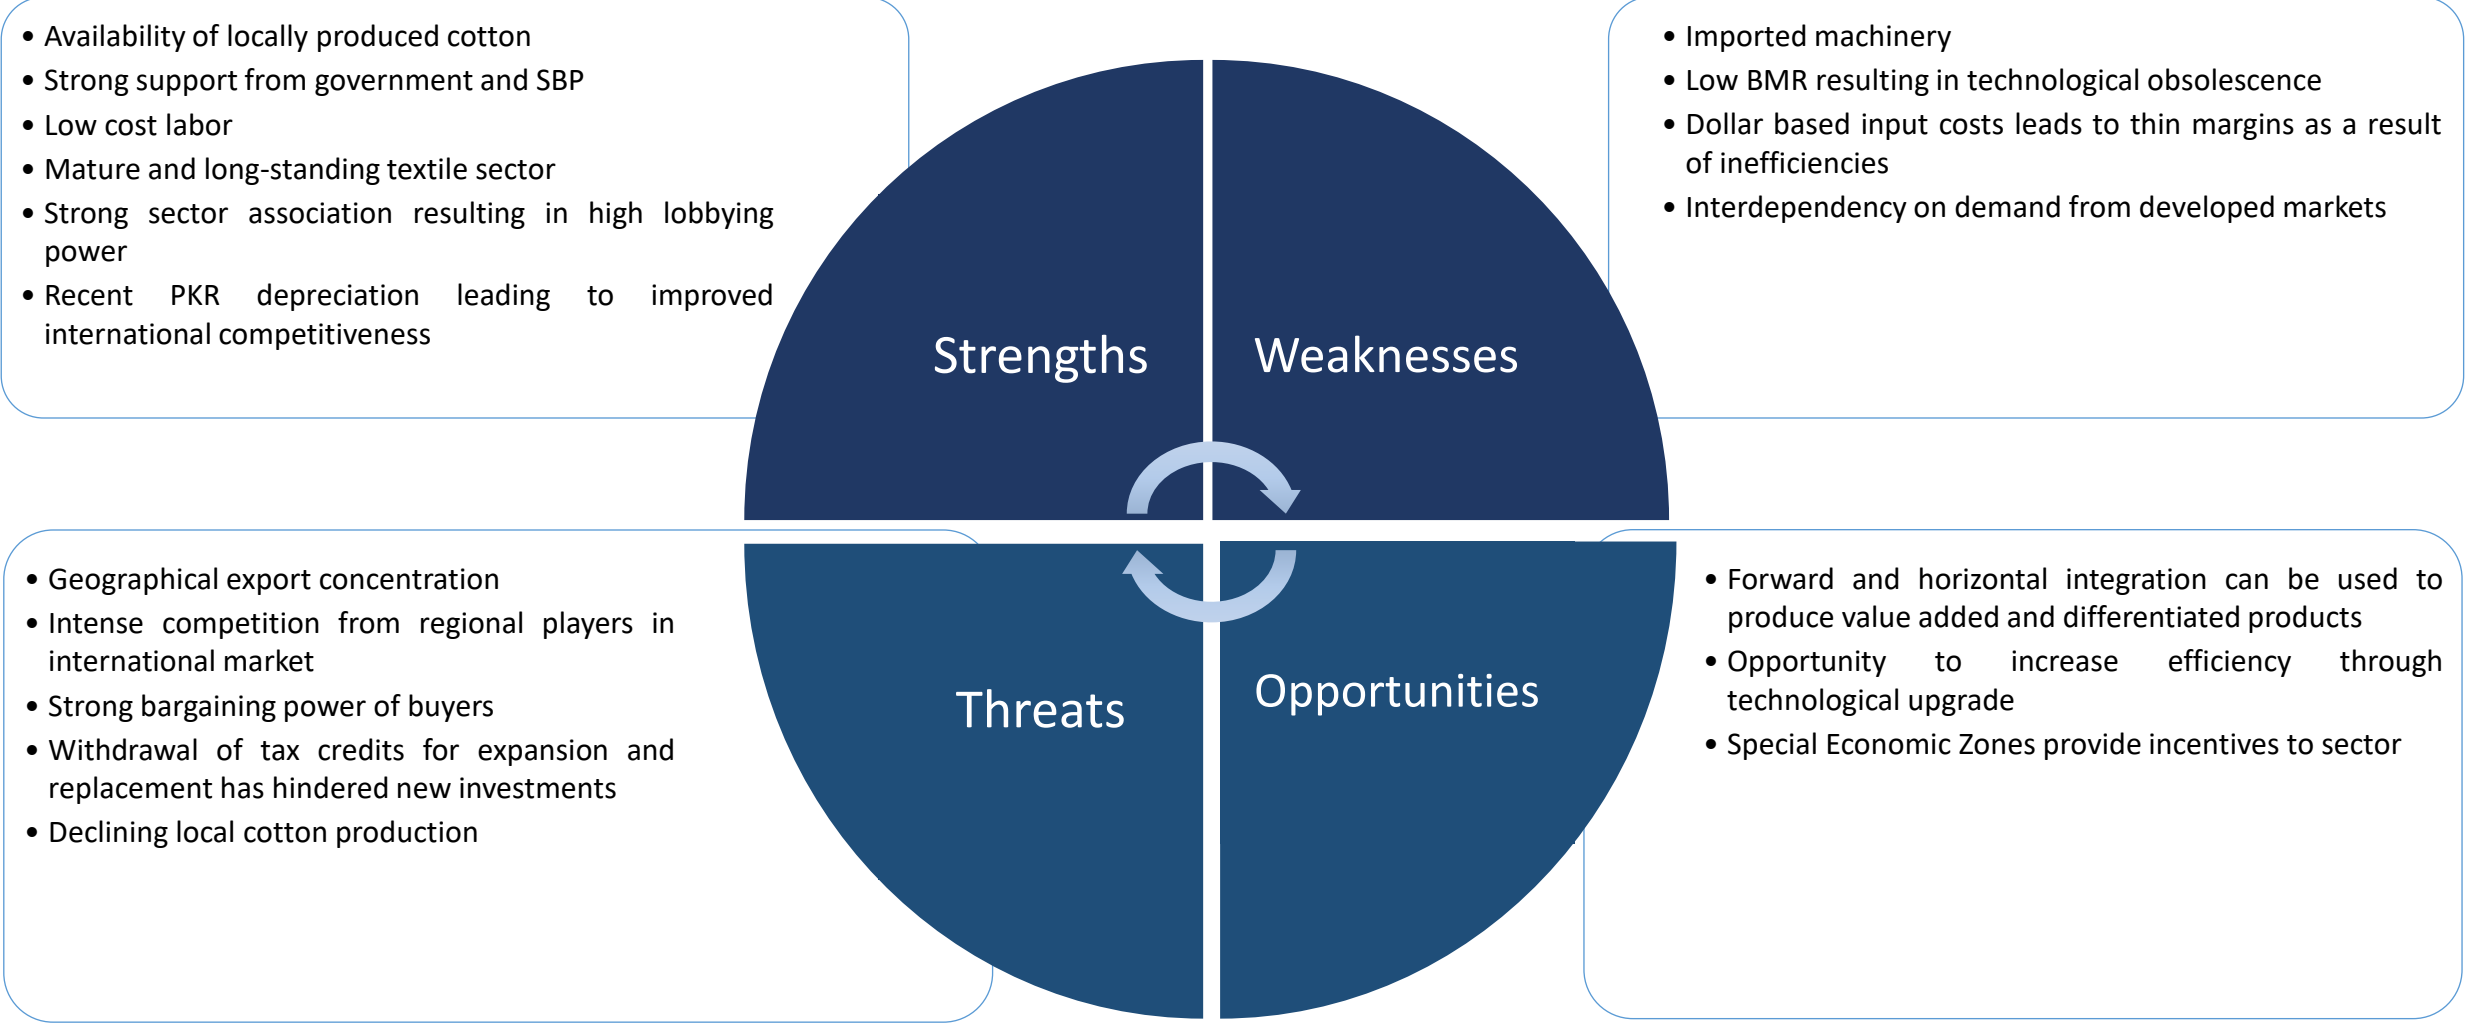 • Availability of locally produced cotton
• Strong support from government and SBP
• Low cost labor
• Mature and long-standing textile sector
• Strong sector association resulting in high lobbying
power
• Recent PKR depreciation leading to improved
international competitiveness
Strengths
• Imported machinery
• Low BMR resulting in technological obsolescence
• Dollar based input costs leads to thin margins as a result
of inefficiencies
• Interdependency on demand from developed markets
Weaknesses
• Geographical export concentration
• Intense competition from regional players in
international market
• Strong bargaining power of buyers
• Withdrawal of tax credits for expansion and
replacement has hindered new investments
• Declining local cotton production
Threats
• Forward and horizontal integration can be used to
produce value added and differentiated products
• Opportunity to increase efficiency through
technological upgrade
• Special Economic Zones provide incentives to sector
Opportunities